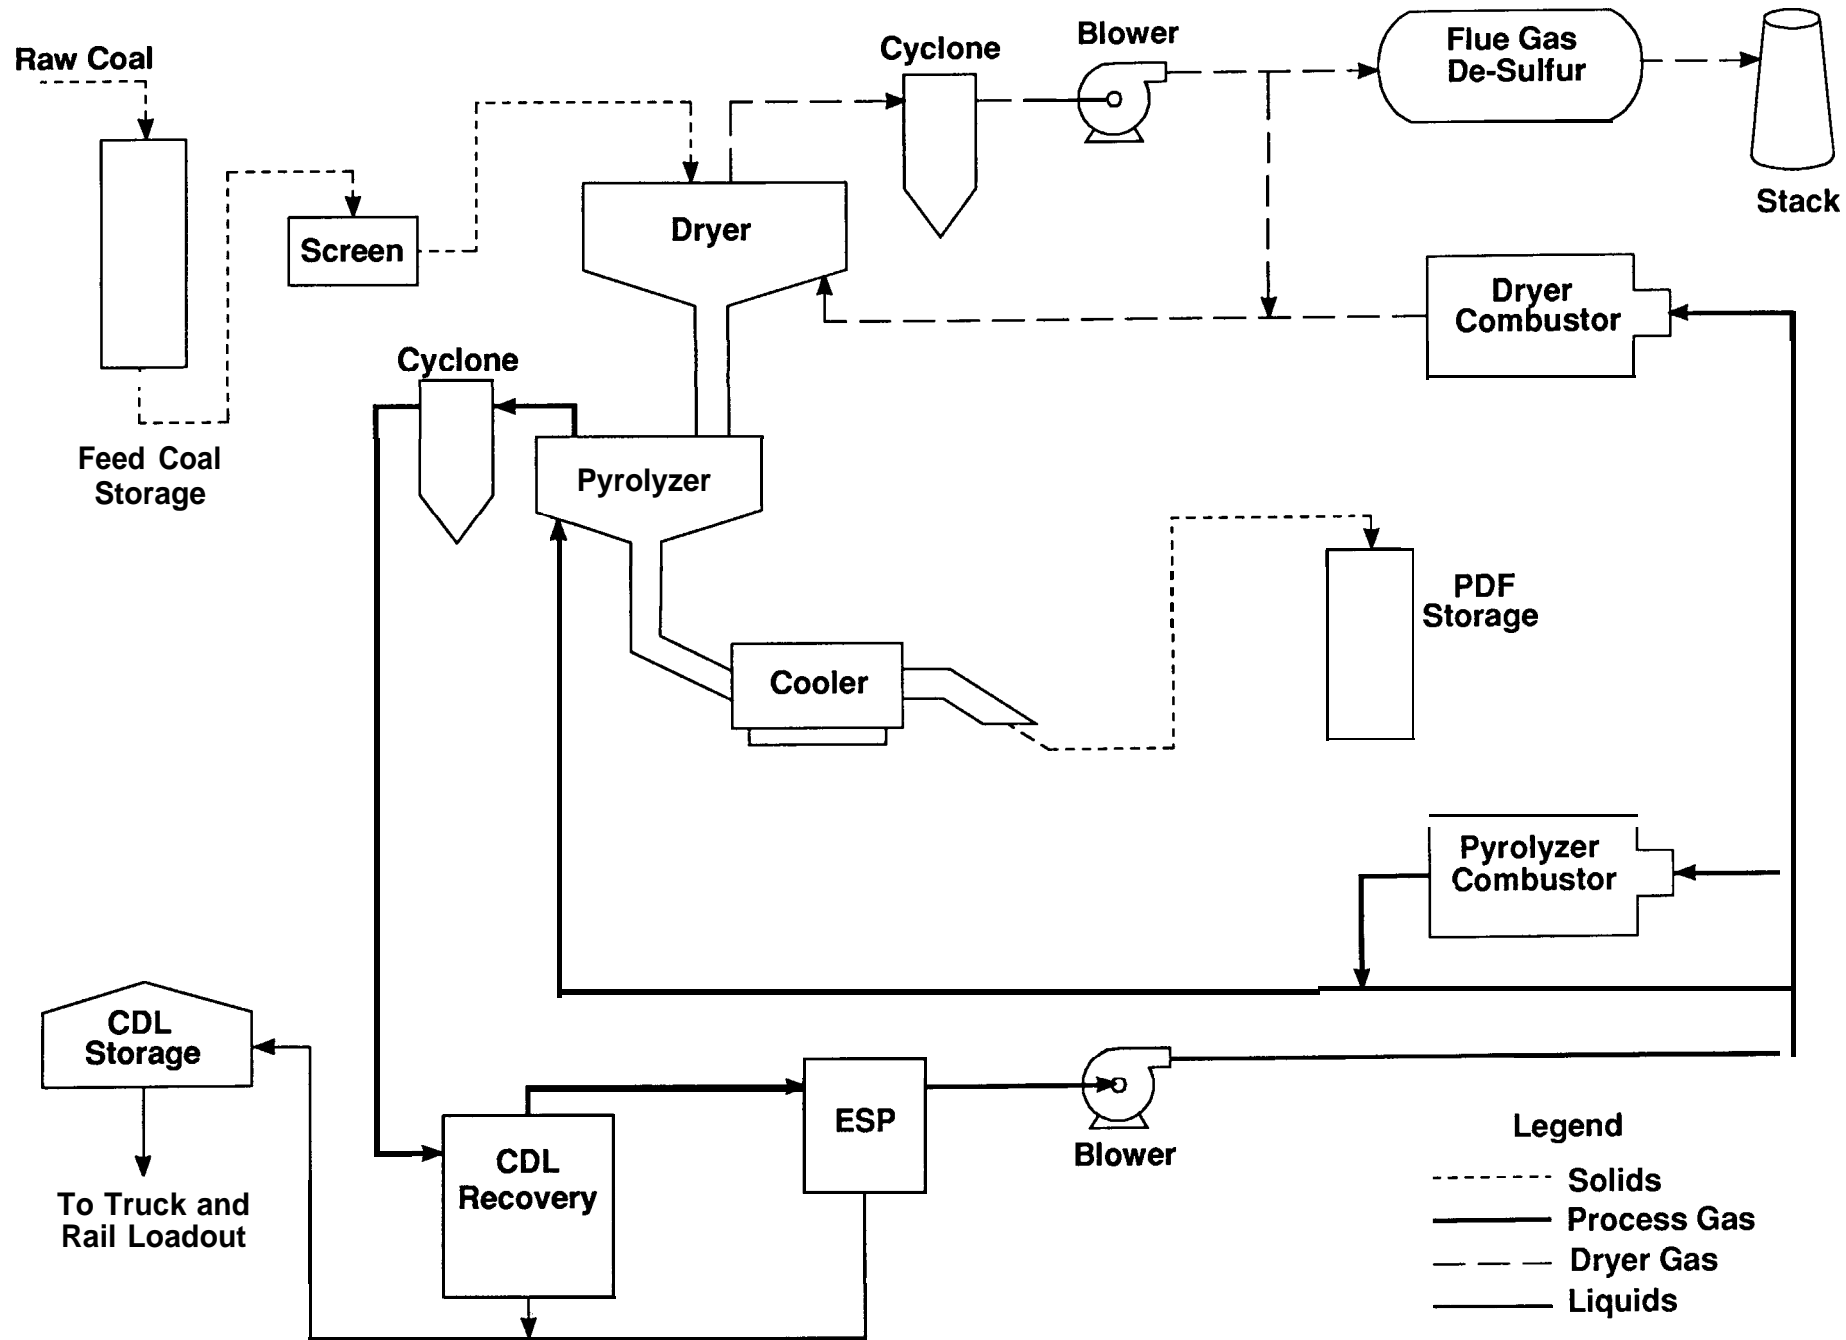 Raw Coal
Cyclone
Blower
Flue Gas
De-Sulfur
Stack
Screen
Dryer
Dryer
Combustor
Cyclone
Feed Coal
Storage
Pyrolyzer
PDF
Storage
Cooler
Pyrolyzer
Combustor
CDL
Storage
ESP
Blower
CDL
Recovery
To Truck and
Rail Loadout
Legend
Solids
Process Gas
Dryer Gas
Liquids